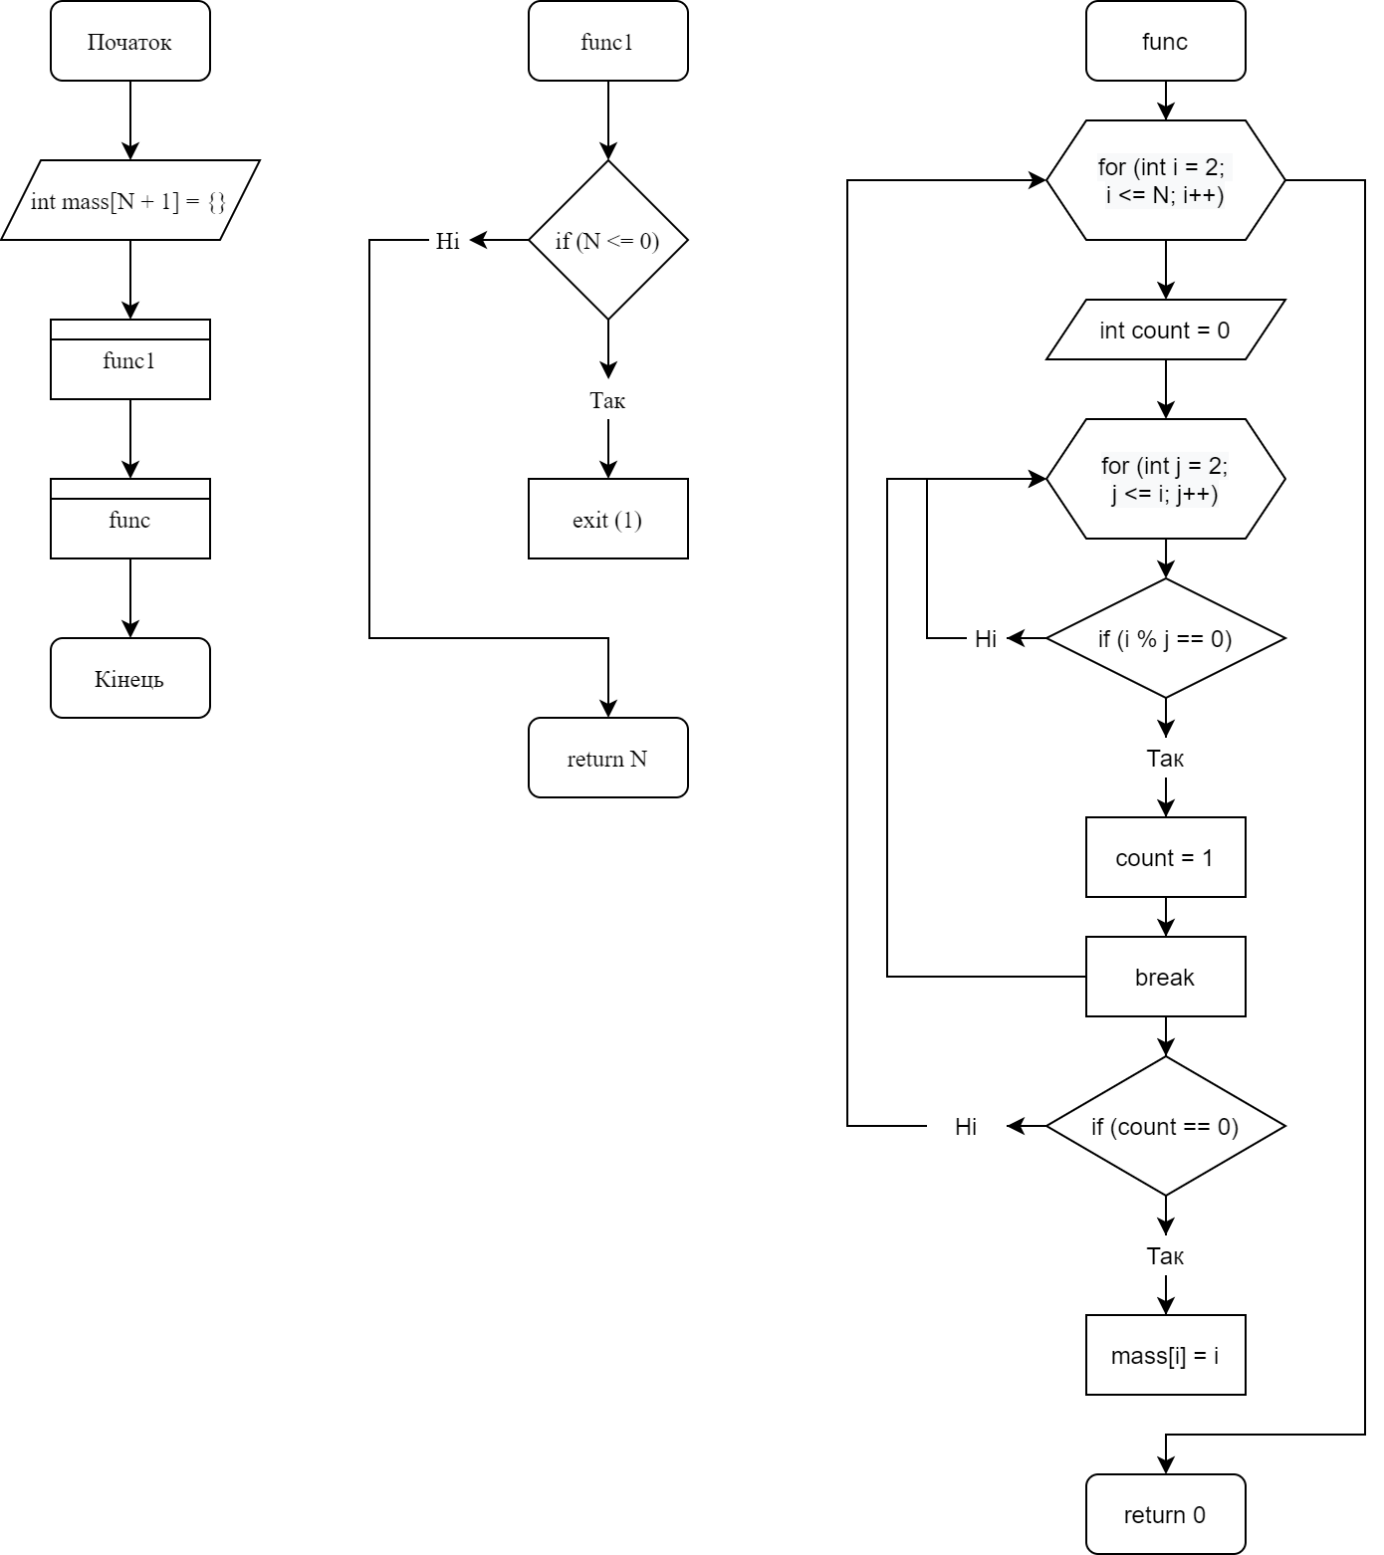 Початок
int mass[N + 1] = {}
func1
func
Кінець
func1
if (N <= 0)
Ні
Так
exit (1)
return N
func
for (int i = 2;
i <= N; i++)
int count = 0
for (int j = 2;
j <= i; j++)
if (i % j == 0)
Ні
Так
count = 1
break
if (count == 0)
Ні
Так
mass[i] = i
return 0